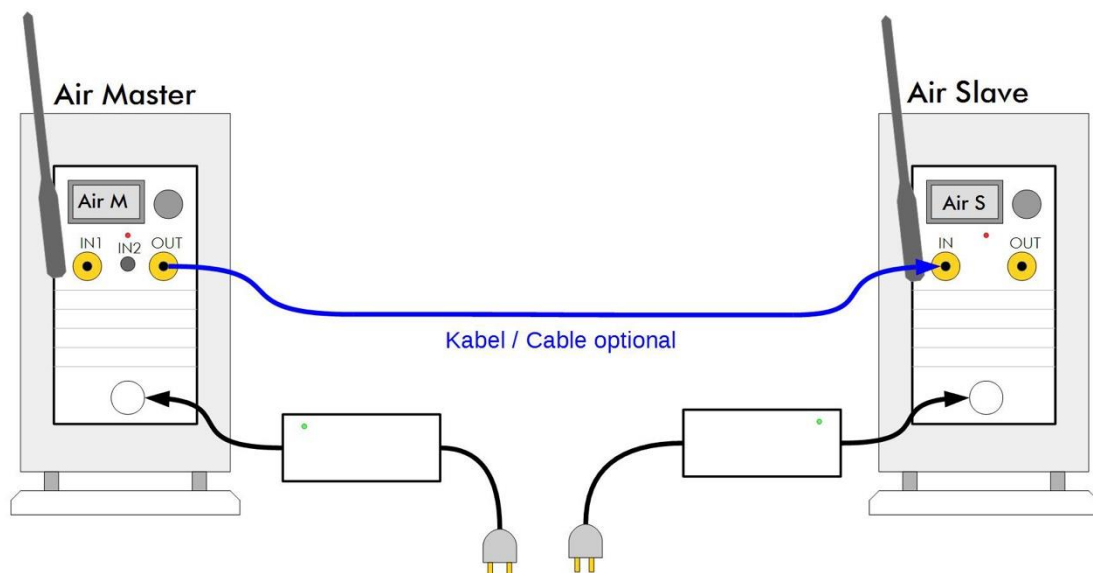 Air Master
Air Slave
Air M
Air S
IN1
IN2
OUT
IN
OUT
Kabel / Cable optional